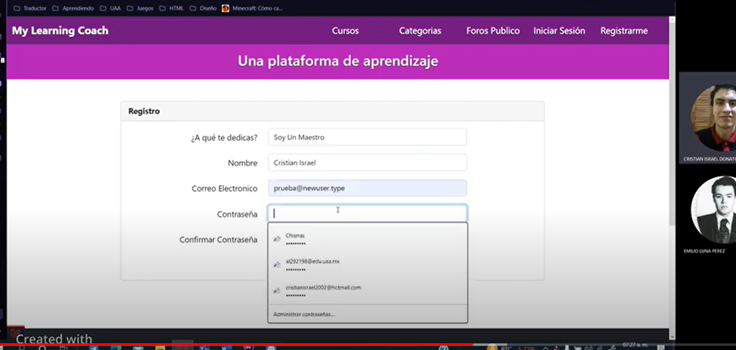 Traductor Aprendiendo UAA Juegos HTML Diseño Minecraft: Cómo ca...
My Learning Coach Cursos Categorias Foros Publico Iniciar Sesión Registrarme
Una plataforma de aprendizaje
Registro
¿A qué te dedicas? Soy Un Maestro
Nombre Cristian Israel
Correo Electronico prueba@newuser.type
Contraseña
Confirmar Contraseña
Chisnas
al292198@edu.uaa.mx
cristianisrael2002@hotmail.com
Administrar contraseñas...
CRISTIAN ISRAEL DONATO
EMILIO LUNA PEREZ
Created with
07:27 a. m.